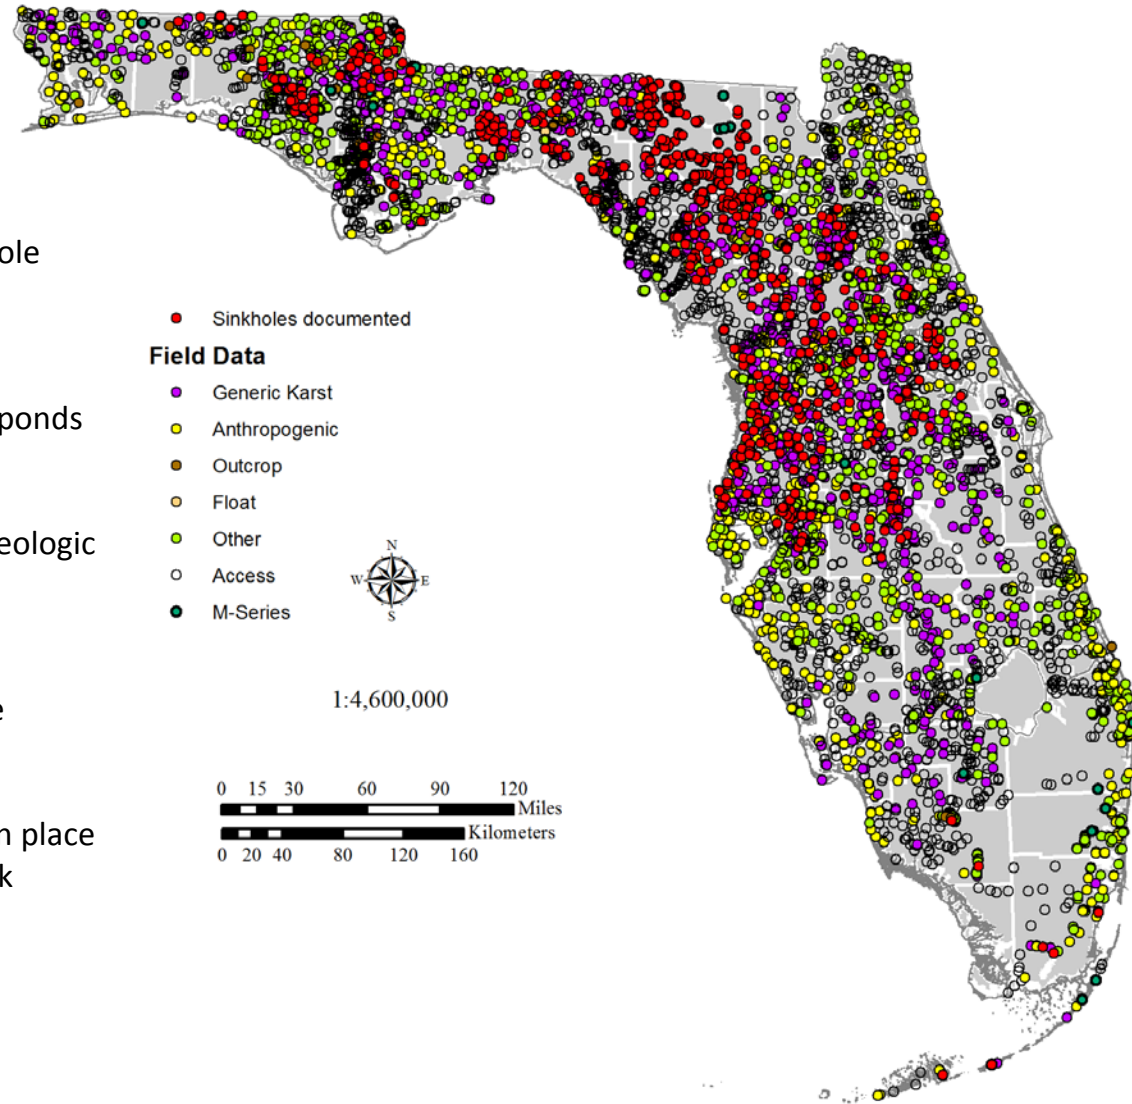 ole
Sinkholes documented
Field Data
Generic Karst
ponds
Anthropogenic
Outcrop
Float
eologic
Other
N
Access
W E
S
M-Series
e
1:4,600,000
0 15 30 60 90 120
Miles
n place
Kilometers
0 20 40 80 120 160
k